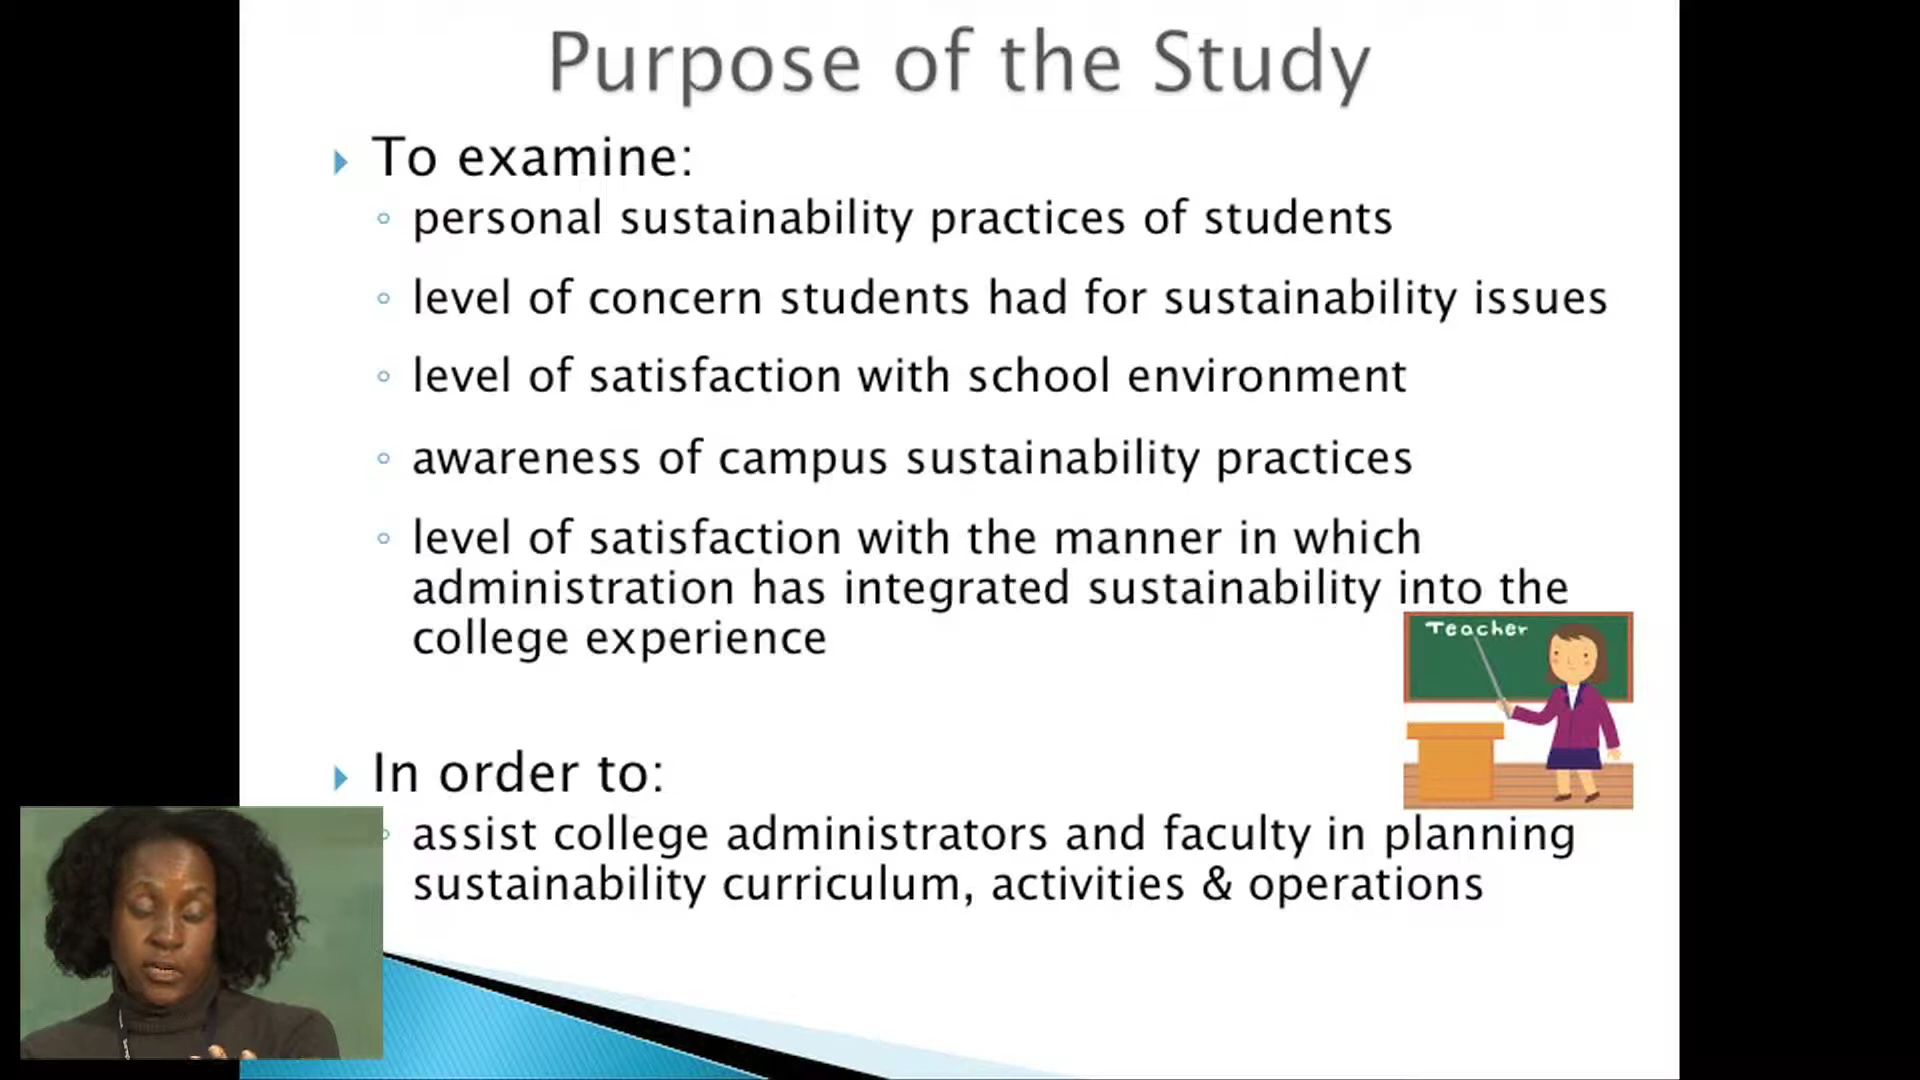 Purpose of the Study
To examine:
personal sustainability practices of students
level of concern students had for sustainability issues
level of satisfaction with school environment
awareness of campus sustainability practices
level of satisfaction with the manner in which
administration has integrated sustainability into the
college experience
Teacher
In order to:
assist college administrators and faculty in planning
sustainability curriculum, activities & operations